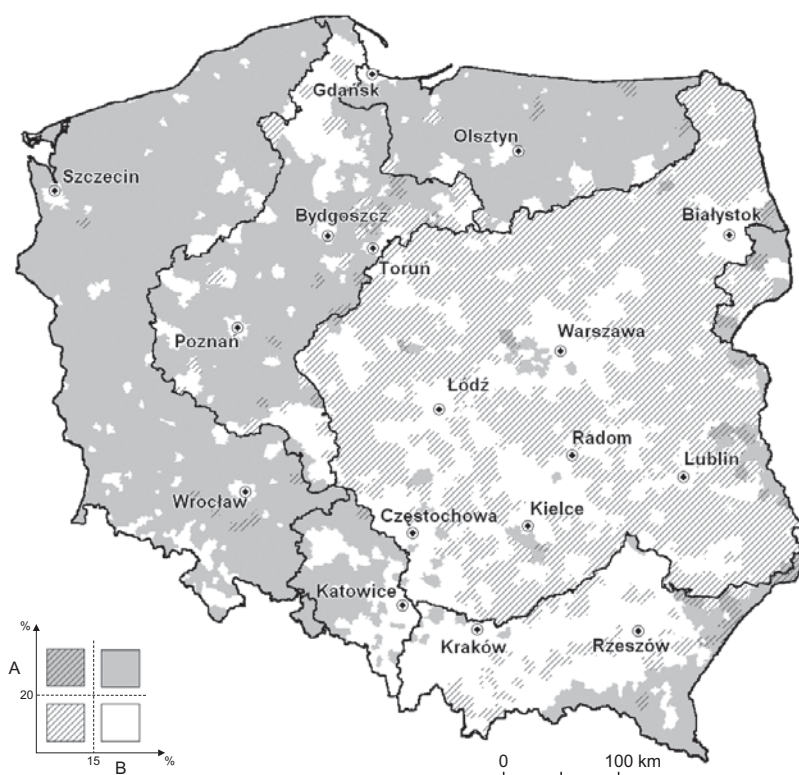 Gdańsk
Olsztyn
Szczecin
Białystok
Bydgoszcz
Toruń
Poznań
Warszawa
Łódź
Radom
Lublin
Wrocław
Częstochowa
Kielce
Katowice
Kraków
Rzeszów
%
A
20
15
%
B
0 100 km